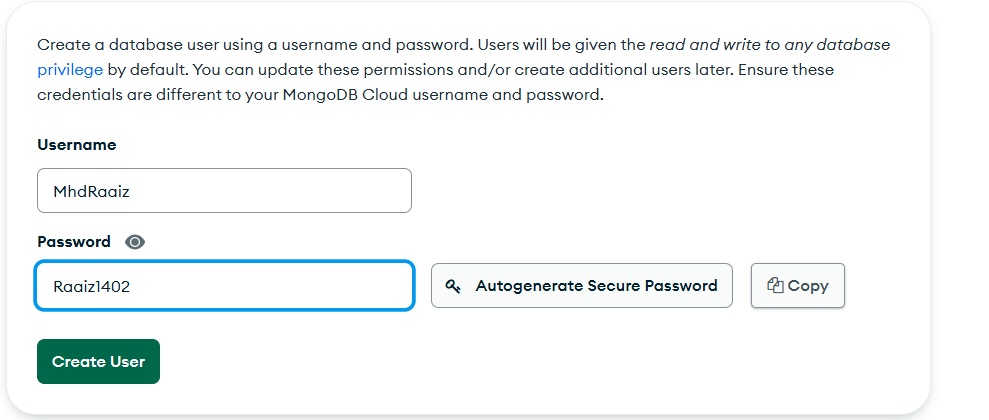 Create a database user using a username and password. Users will be given the read and write to any database
privilege by default. You can update these permissions and/or create additional users later. Ensure these
credentials are different to your MongoDB Cloud username and password.
Username
MhdRaaiz
Password
Raaiz1402
Autogenerate Secure Password
Copy
Create User